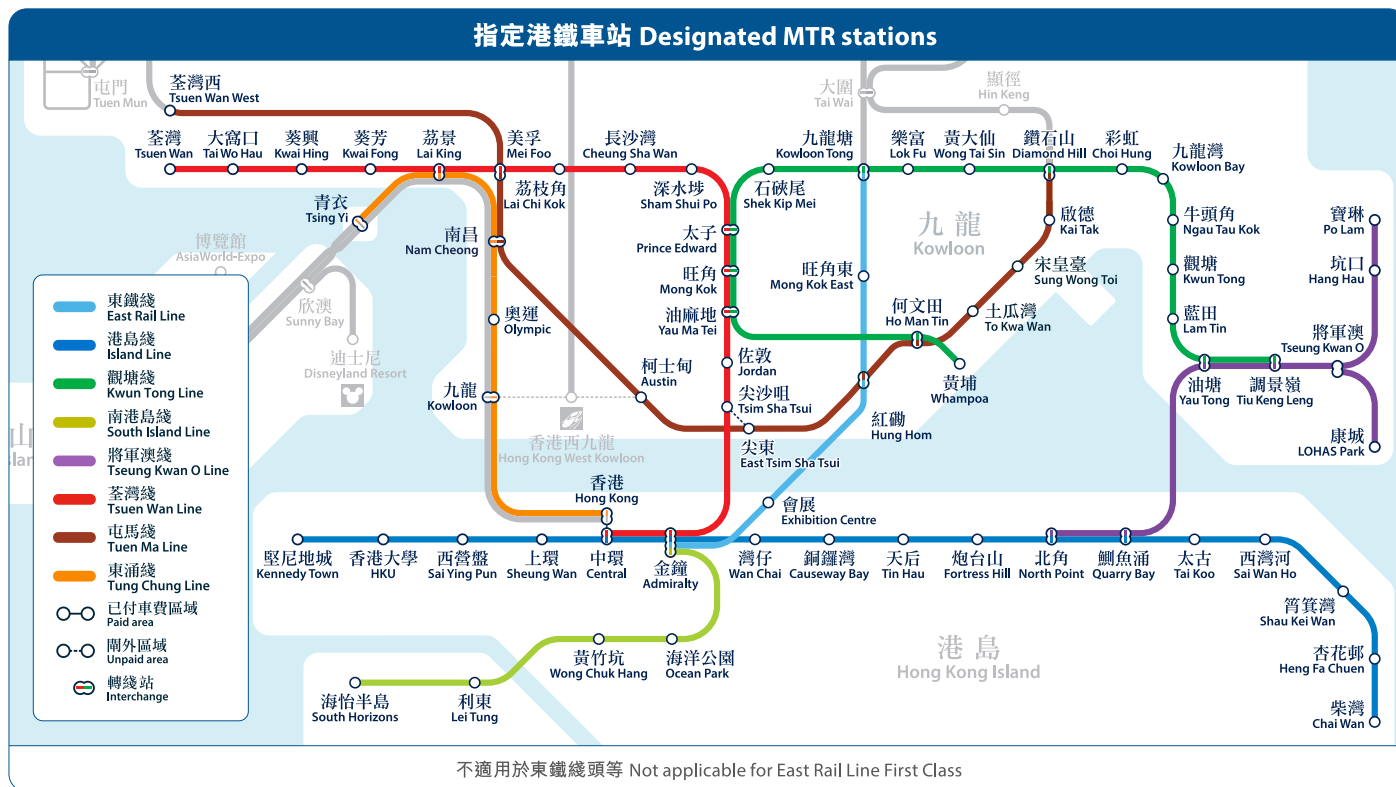 指定港鐵車站 Designated MTR stations
屯門
Tuen Mun
荃灣西
Tsuen Wan West
大圍
Tai Wai
顯徑
Hin Keng
荃灣
Tsuen Wan
大窩口
Tai Wo Hau
葵興
Kwai Hing
葵芳
Kwai Fong
荔景
Lai King
美孚
Mei Foo
長沙灣
Cheung Sha Wan
九龍塘
Kowloon Tong
樂富
Lok Fu
黃大仙
Wong Tai Sin
鑽石山
Diamond Hill
彩虹
Choi Hung
九龍灣
Kowloon Bay
荔枝角
Lai Chi Kok
深水埗
Sham Shui Po
石硤尾
Shek Kip Mei
青衣
Tsing Yi
南昌
Nam Cheong
太子
Prince Edward
九龍
Kowloon
啟德
Kai Tak
牛頭角
Ngau Tau Kok
寶琳
Po Lam
博覽館
AsiaWorld-Expo
旺角
Mong Kok
旺角東
Mong Kok East
宋皇臺
Sung Wong Toi
觀塘
Kwun Tong
坑口
Hang Hau
欣澳
Sunny Bay
奧運
Olympic
油麻地
Yau Ma Tei
何文田
Ho Man Tin
土瓜灣
To Kwa Wan
藍田
Lam Tin
將軍澳
Tseung Kwan O
迪士尼
Disneyland Resort
九龍
Kowloon
柯士甸
Austin
佐敦
Jordan
黃埔
Whampoa
油塘
Yau Tong
調景嶺
Tiu Keng Leng
尖沙咀
Tsim Sha Tsui
紅磡
Hung Hom
香港西九龍
Hong Kong West Kowloon
尖東
East Tsim Sha Tsui
康城
LOHAS Park
山
香港
Hong Kong
會展
Exhibition Centre
堅尼地城
Kennedy Town
香港大學
HKU
西營盤
Sai Ying Pun
上環
Sheung Wan
中環
Central
金鐘
Admiralty
灣仔
Wan Chai
銅鑼灣
Causeway Bay
天后
Tin Hau
炮台山
Fortress Hill
北角
North Point
鰂魚涌
Quarry Bay
太古
Tai Koo
西灣河
Sai Wan Ho
筲箕灣
Shau Kei Wan
杏花邨
Heng Fa Chuen
柴灣
Chai Wan
港島
Hong Kong Island
黃竹坑
Wong Chuk Hang
海洋公園
Ocean Park
海怡半島
South Horizons
利東
Lei Tung
東鐵綫
East Rail Line
港島綫
Island Line
觀塘綫
Kwun Tong Line
南港島綫
South Island Line
將軍澳綫
Tseung Kwan O Line
荃灣綫
Tsuen Wan Line
屯馬綫
Tuen Ma Line
東涌綫
Tung Chung Line
已付車費區域
Paid area
閘外區域
Unpaid area
轉綫站
Interchange
不適用於東鐵綫頭等 Not applicable for East Rail Line First Class